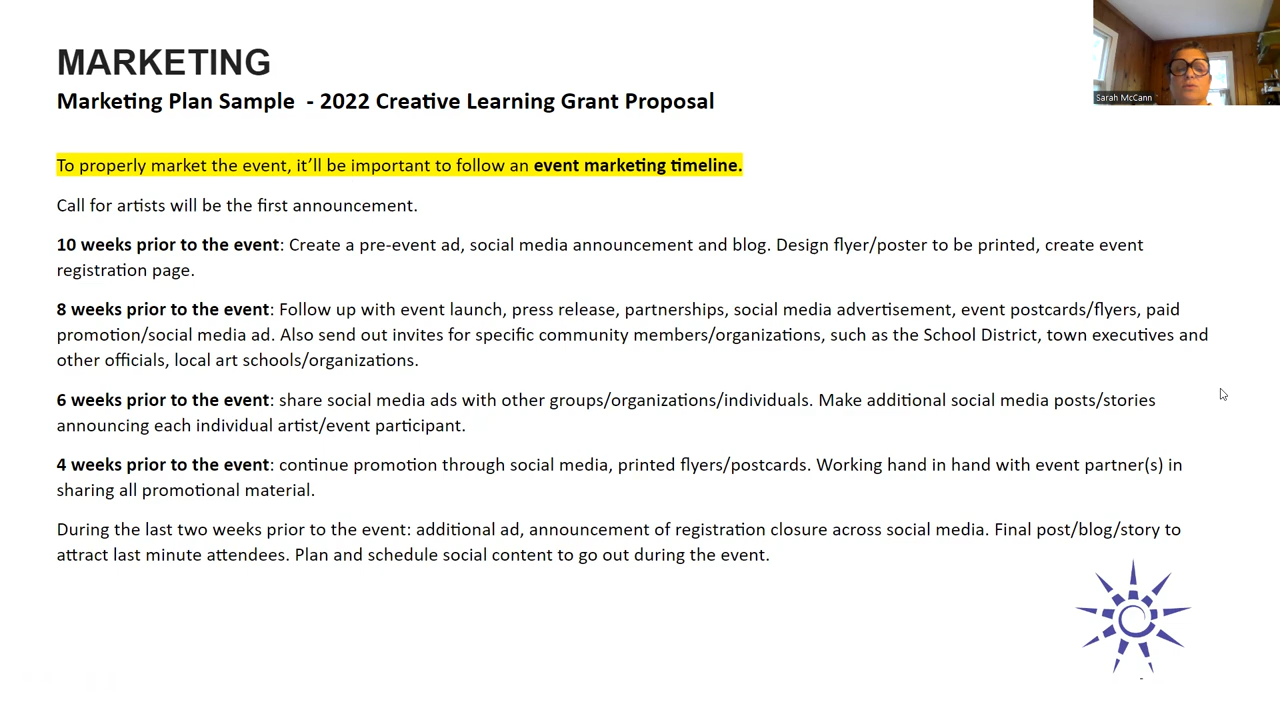 MARKETING
Marketing Plan Sample - 2022 Creative Learning Grant Proposal
Sarah McCann
To properly market the event, it’ll be important to follow an event marketing timeline.
Call for artists will be the first announcement.
10 weeks prior to the event: Create a pre-event ad, social media announcement and blog. Design flyer/poster to be printed, create event
registration page.
8 weeks prior to the event: Follow up with event launch, press release, partnerships, social media advertisement, event postcards/flyers, paid
promotion/social media ad. Also send out invites for specific community members/organizations, such as the School District, town executives and
other officials, local art schools/organizations.
6 weeks prior to the event: share social media ads with other groups/organizations/individuals. Make additional social media posts/stories
announcing each individual artist/event participant.
4 weeks prior to the event: continue promotion through social media, printed flyers/postcards. Working hand in hand with event partner(s) in
sharing all promotional material.
During the last two weeks prior to the event: additional ad, announcement of registration closure across social media. Final post/blog/story to
attract last minute attendees. Plan and schedule social content to go out during the event.